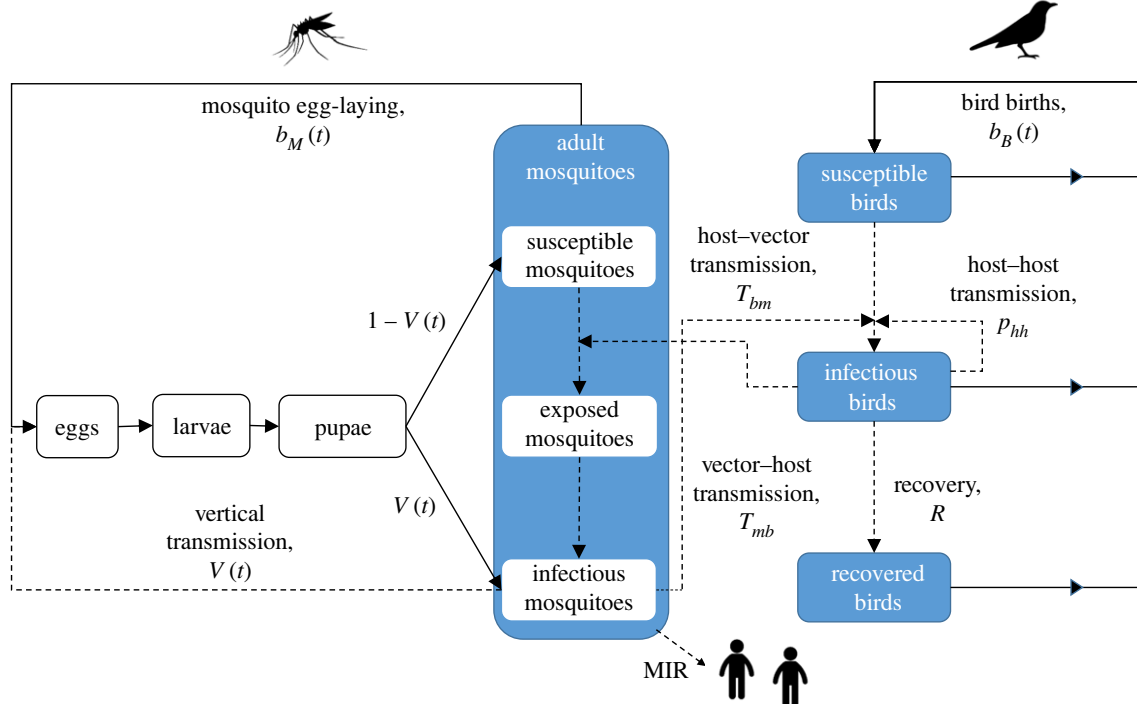 mosquito egg-laying,
b_M (t)
adult
mosquitoes
susceptible
mosquitoes
exposed
mosquitoes
infectious
mosquitoes
1 – V (t)
V (t)
eggs
larvae
pupae
vertical
transmission,
V (t)
MIR
host–vector
transmission,
T_bm
vector–host
transmission,
T_mb
bird births,
b_B (t)
susceptible
birds
host–host
transmission,
p_hh
infectious
birds
recovery,
R
recovered
birds